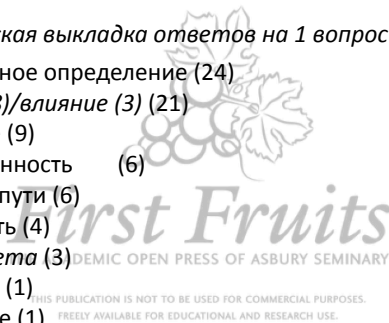 ская выкладка ответов на 1 вопрос
ное определение (24)
)/влияние (3) (21)
(9)
нность (6)
пути (6)
ть (4)
ета (3)
(1)
е (1)
First Fruits
ACADEMIC OPEN PRESS OF ASBURY SEMINARY
THIS PUBLICATION IS NOT TO BE USED FOR COMMERCIAL PURPOSES.
FREELY AVAILABLE FOR EDUCATIONAL AND RESEARCH USE.